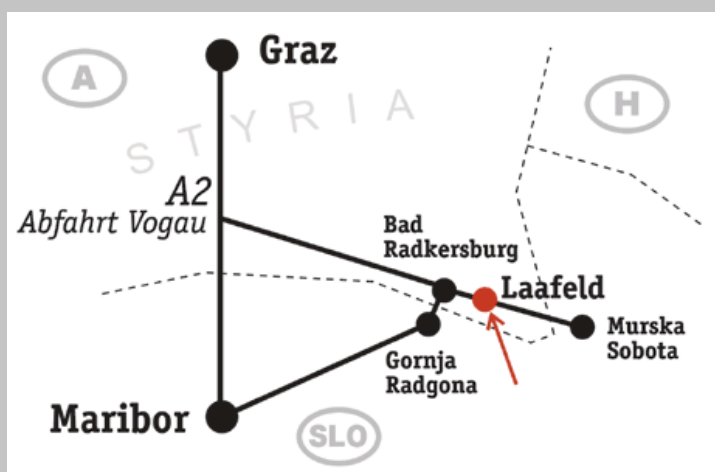 Graz
A
H
STYRIA
A2
Abfahrt Vogau
Bad
Radkersburg
Laafeld
Murska
Sobota
Gornja
Radgona
Maribor
SLO